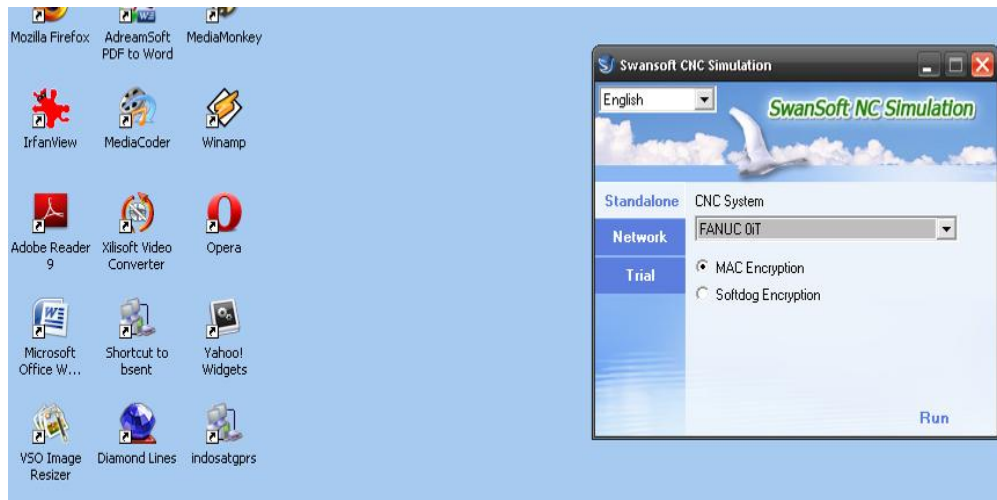 Mozilla Firefox
AdreamSoft
PDF to Word
MediaMonkey
IrfanView
MediaCoder
Winamp
Adobe Reader
9
Xilisoft Video
Converter
Opera
Microsoft
Office W...
Shortcut to
bsent
Yahoo!
Widgets
VSO Image
Resizer
Diamond Lines
indosatgprs
Swansoft CNC Simulation
English
SwanSoft NC Simulation
Standalone
Network
Trial
CNC System
FANUC 0iT
MAC Encryption
Softdog Encryption
Run